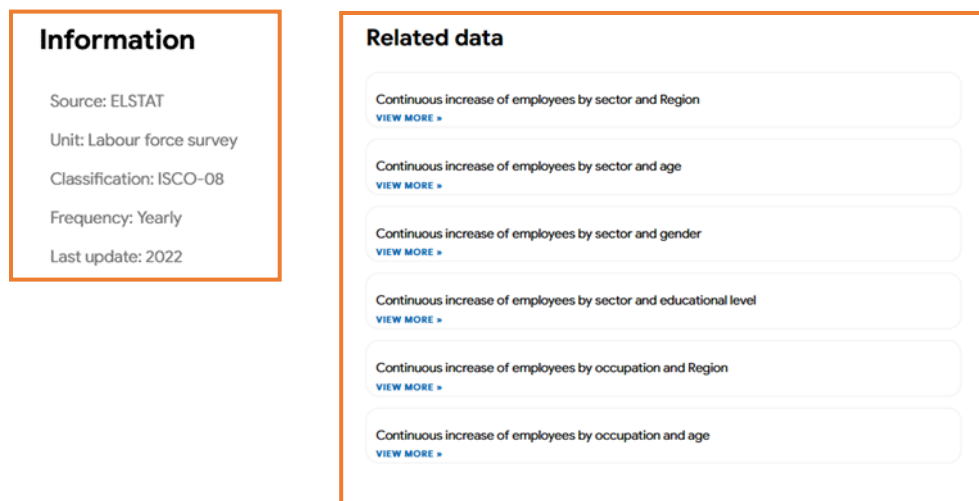 Information
Source: ELSTAT
Unit: Labour force survey
Classification: ISCO-08
Frequency: Yearly
Last update: 2022
Related data
Continuous increase of employees by sector and Region
VIEW MORE »
Continuous increase of employees by sector and age
VIEW MORE »
Continuous increase of employees by sector and gender
VIEW MORE »
Continuous increase of employees by sector and educational level
VIEW MORE »
Continuous increase of employees by occupation and Region
VIEW MORE »
Continuous increase of employees by occupation and age
VIEW MORE »